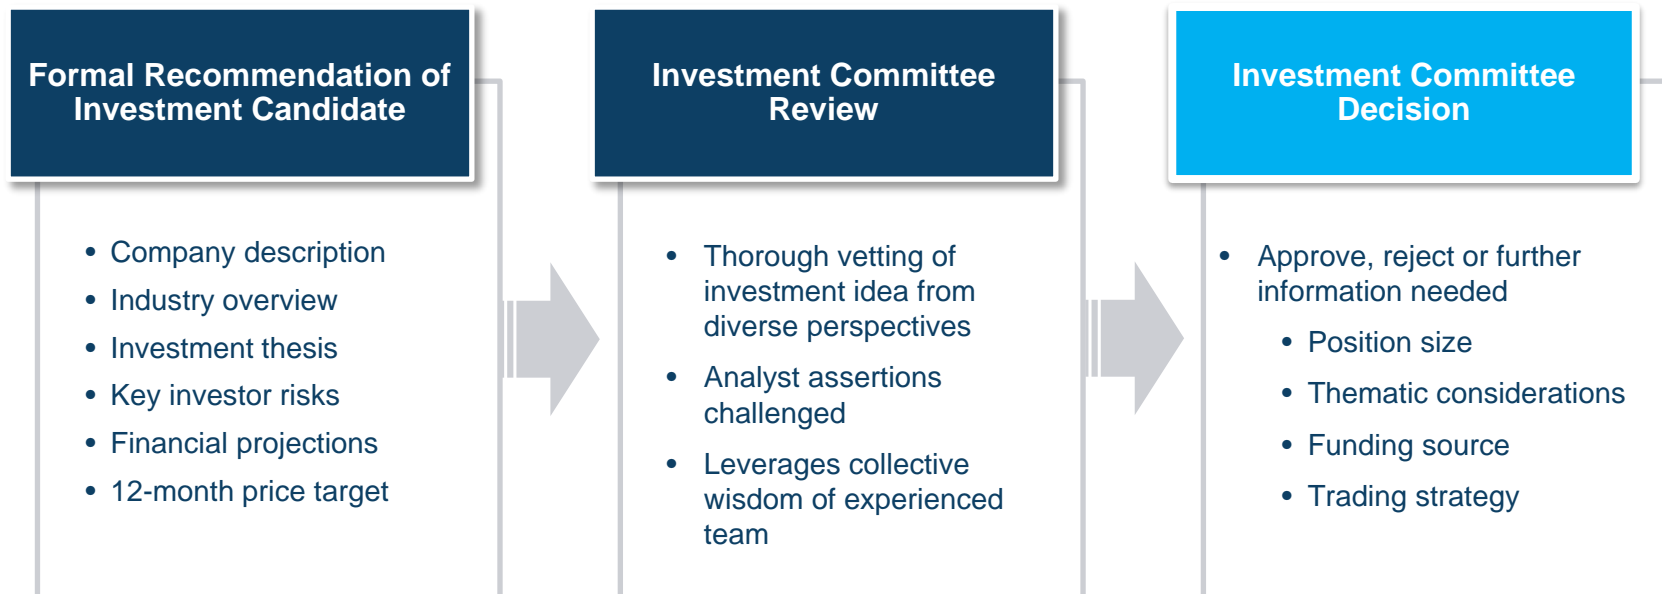 Formal Recommendation of
Investment Candidate
• Company description
• Industry overview
• Investment thesis
• Key investor risks
• Financial projections
• 12-month price target
Investment Committee
Review
• Thorough vetting of
investment idea from
diverse perspectives
• Analyst assertions
challenged
• Leverages collective
wisdom of experienced
team
Investment Committee
Decision
• Approve, reject or further
information needed
• Position size
• Thematic considerations
• Funding source
• Trading strategy